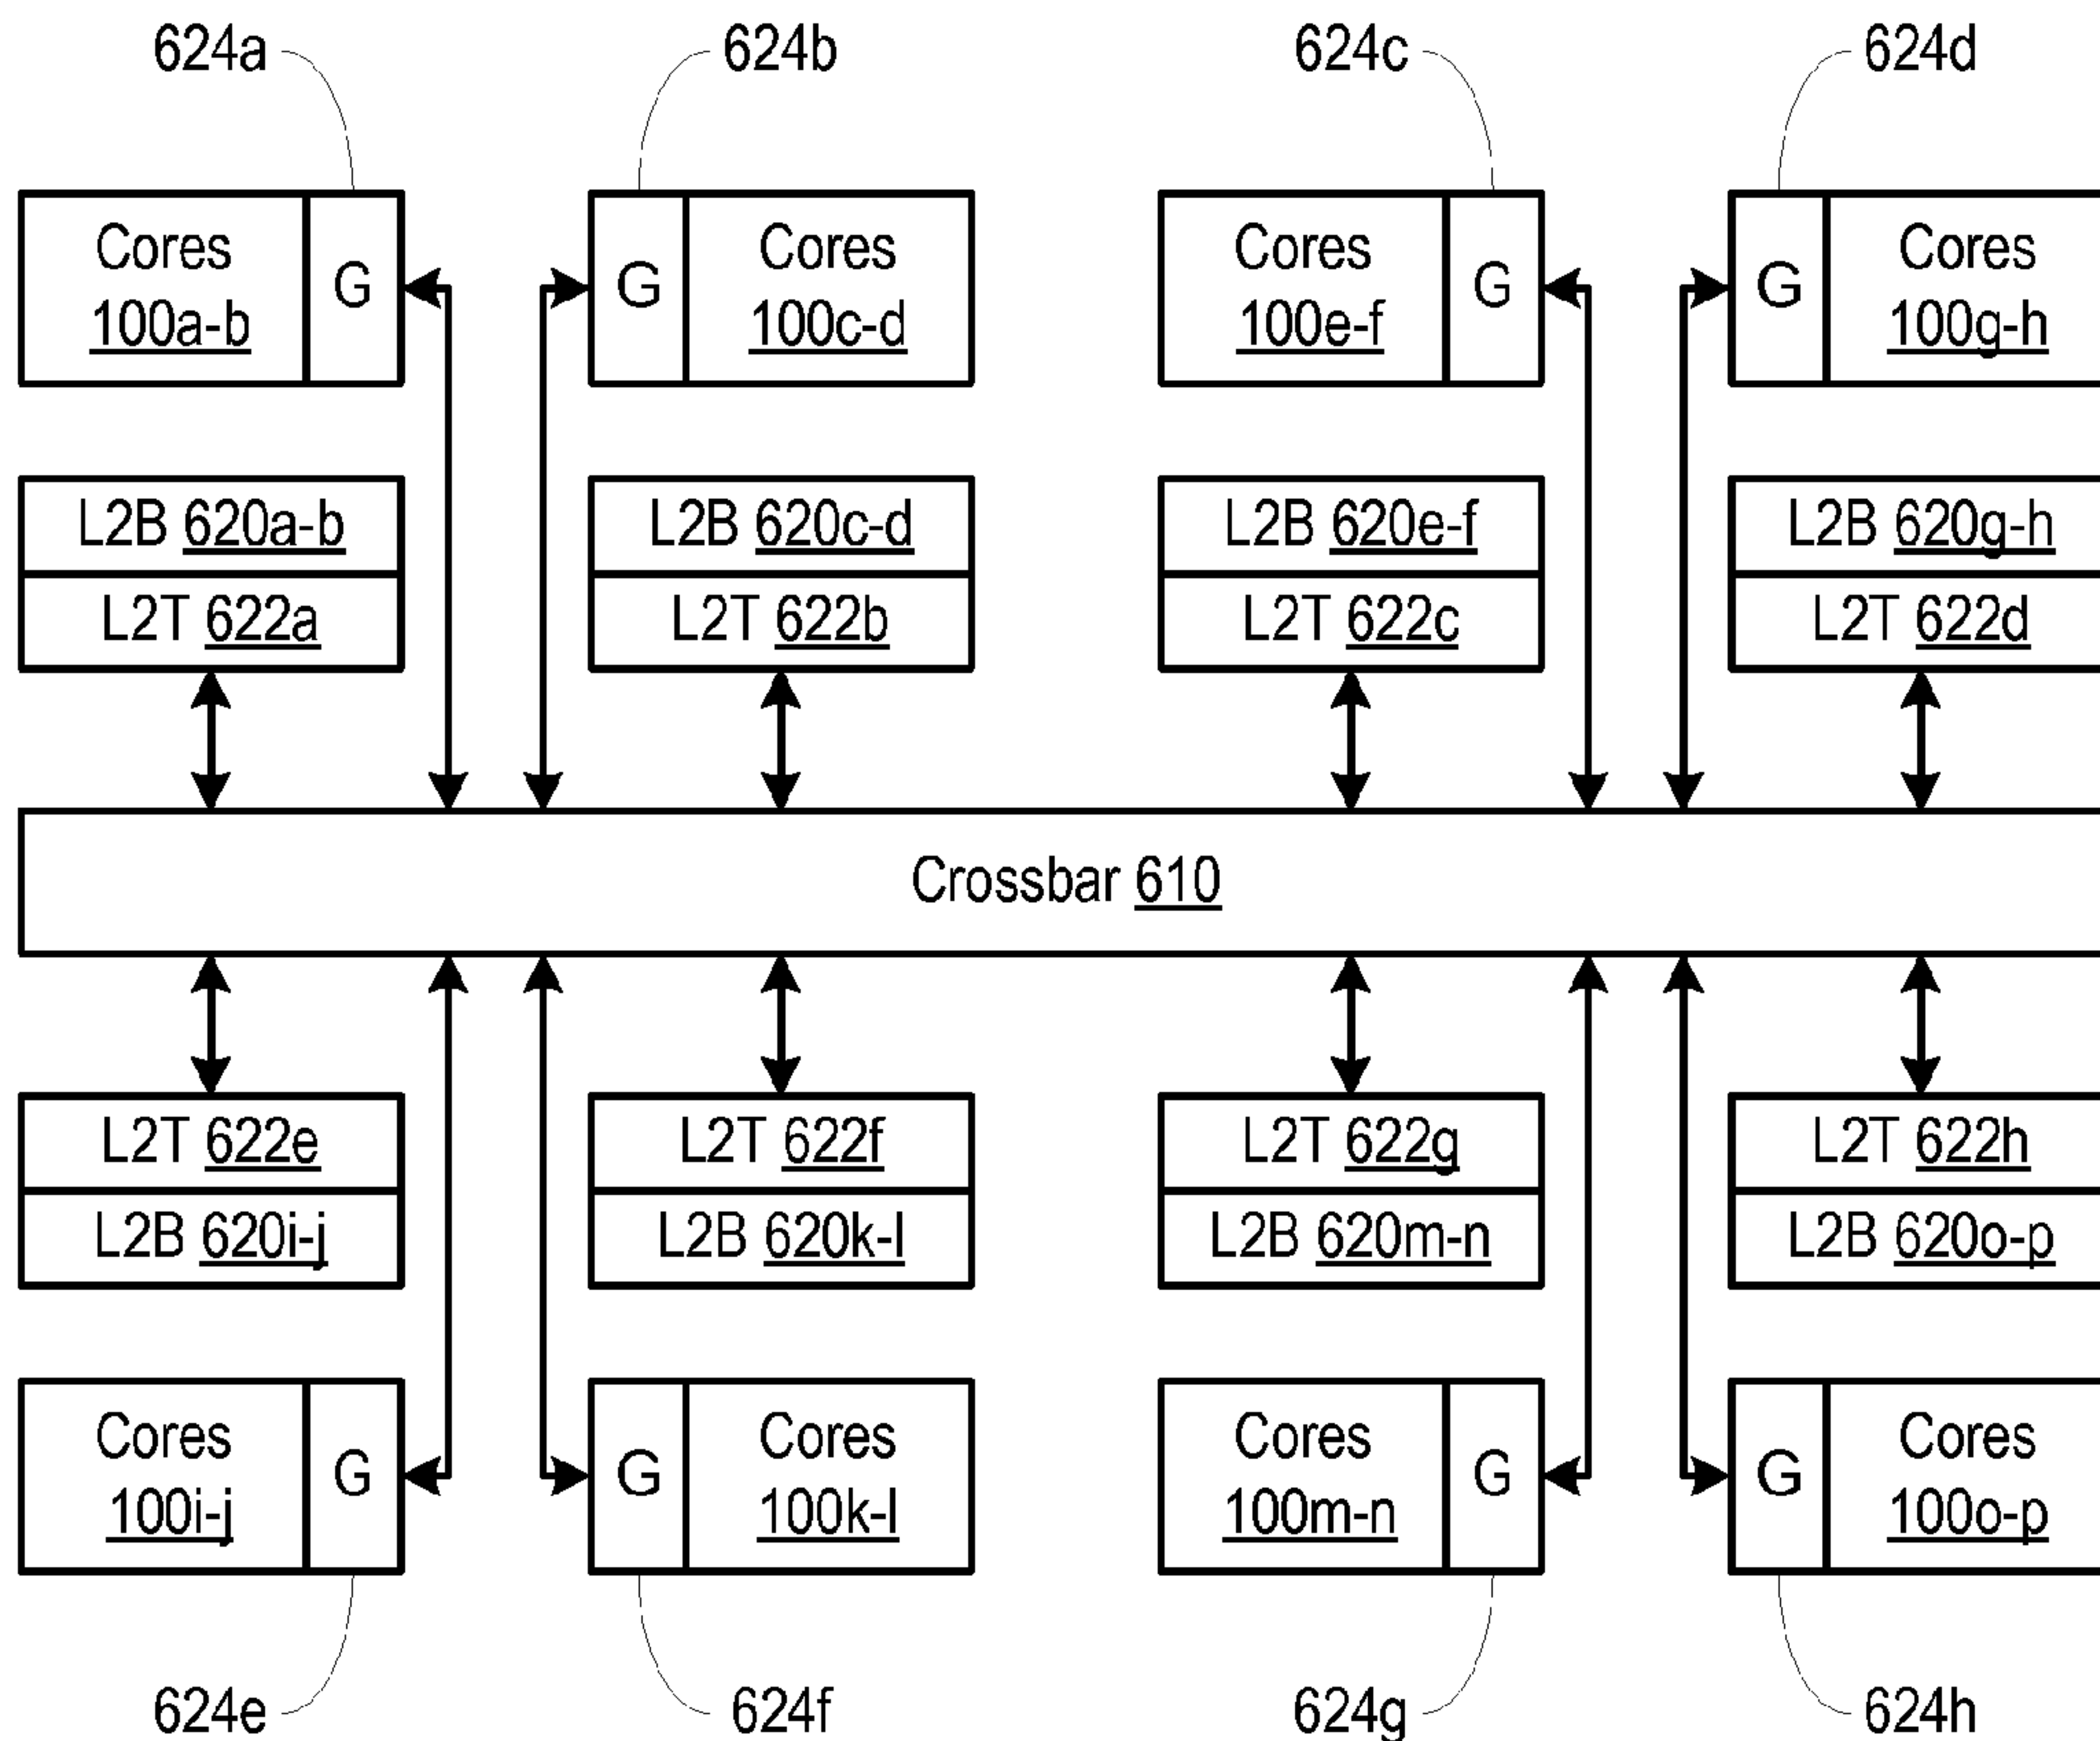 624a
624b
624c
624d
Cores
100a-b
G
G
Cores
100c-d
Cores
100e-f
G
G
Cores
100g-h
L2B 620a-b
L2B 620c-d
L2B 620e-f
L2B 620g-h
L2T 622a
L2T 622b
L2T 622c
L2T 622d
Crossbar 610
L2T 622e
L2T 622f
L2T 622g
L2T 622h
L2B 620i-j
L2B 620k-l
L2B 620m-n
L2B 620o-p
Cores
100i-j
G
G
Cores
100k-l
Cores
100m-n
G
G
Cores
100o-p
624e
624f
624g
624h